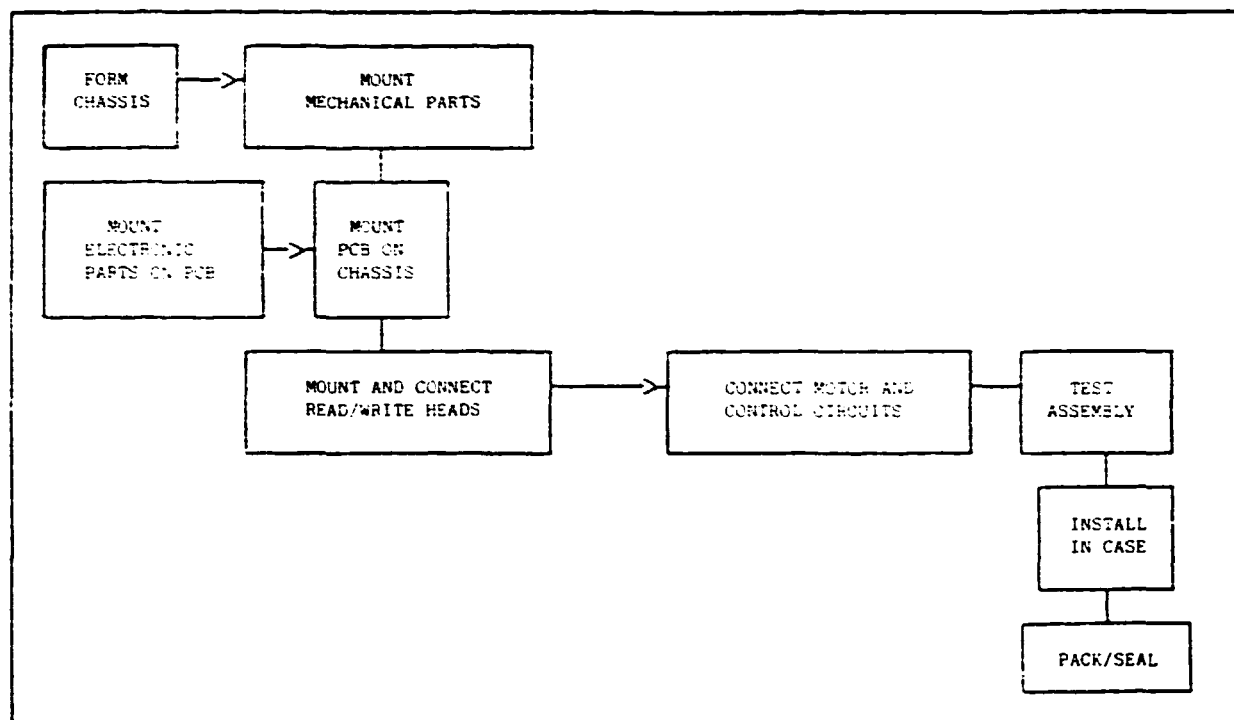 FORM
CHASSIS
MOUNT
MECHANICAL PARTS
MOUNT
ELECTRONIC
PARTS ON PCB
MOUNT
PCB ON
CHASSIS
MOUNT AND CONNECT
READ/WRITE HEADS
CONNECT MOTOR AND
CONTROL CIRCUITS
TEST
ASSEMBLY
INSTALL
IN CASE
PACK/SEAL